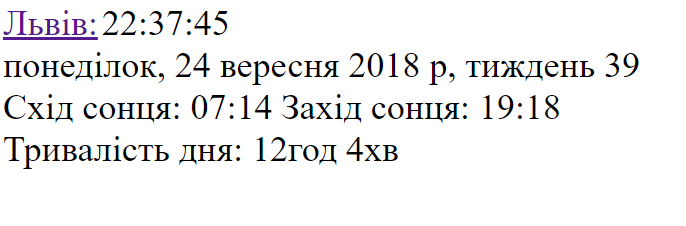 Львів: 22:37:45
понеділок, 24 вересня 2018 р, тиждень 39
Схід сонця: 07:14 Захід сонця: 19:18
Тривалість дня: 12год 4хв